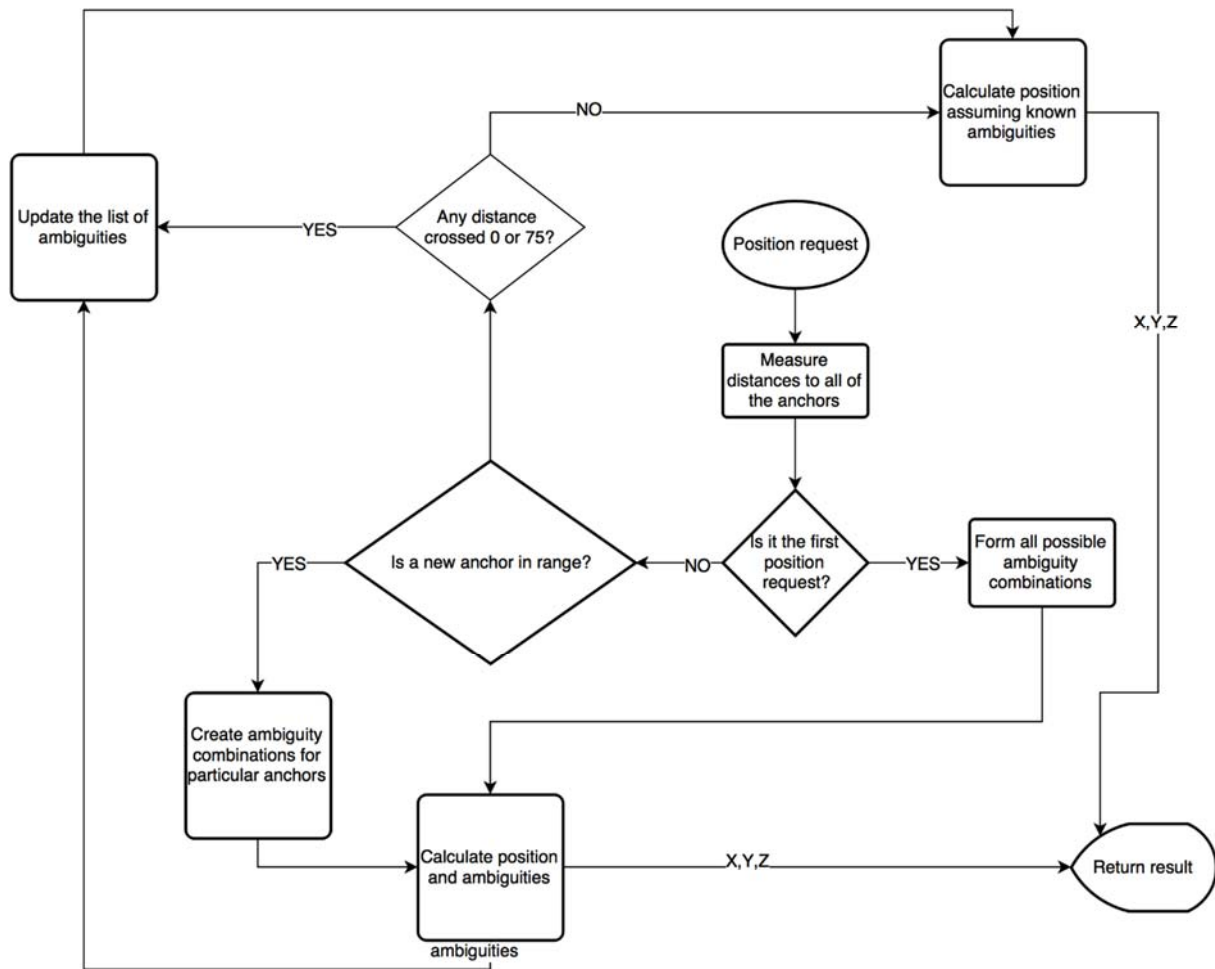 Calculate position
assuming known
ambiguities
NO
Update the list of
ambiguities
YES
Any distance
crossed 0 or 75?
Position request
X,Y,Z
Measure
distances to all of
the anchors
Is a new anchor in range?
YES
NO
Is it the first
position
request?
YES
Form all possible
ambiguity
combinations
Create ambiguity
combinations for
particular anchors
Calculate position
and ambiguities
X,Y,Z
Return result
ambiguities